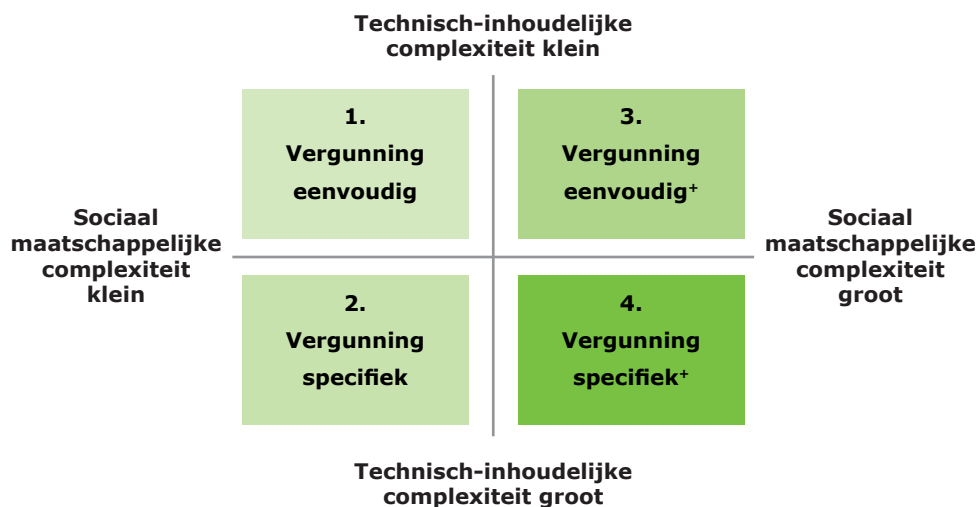 Technisch-inhoudelijke
complexiteit klein
1.
Vergunning
eenvoudig
3.
Vergunning
eenvoudig⁺
Sociaal
maatschappelijke
complexiteit
klein
Sociaal
maatschappelijke
complexiteit
groot
2.
Vergunning
specifiek
4.
Vergunning
specifiek⁺
Technisch-inhoudelijke
complexiteit groot